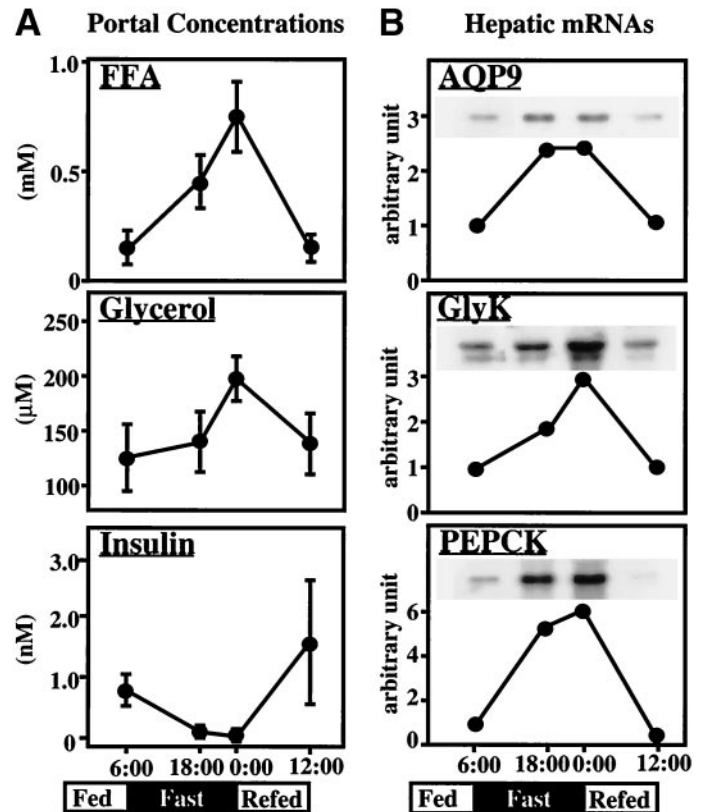 A Portal Concentrations
FFA
1.0
0.5
0
(mM)
Glycerol
250
200
150
100
(μM)
Insulin
3.0
2.0
1.0
0
(nM)
6:00 18:00 0:00 12:00
Fed Fast Refed
B Hepatic mRNAs
AQP9
3
2
1
0
arbitrary unit
GlyK
3
2
1
0
arbitrary unit
PEPCK
6
4
2
0
arbitrary unit
6:00 18:00 0:00 12:00
Fed Fast Refed